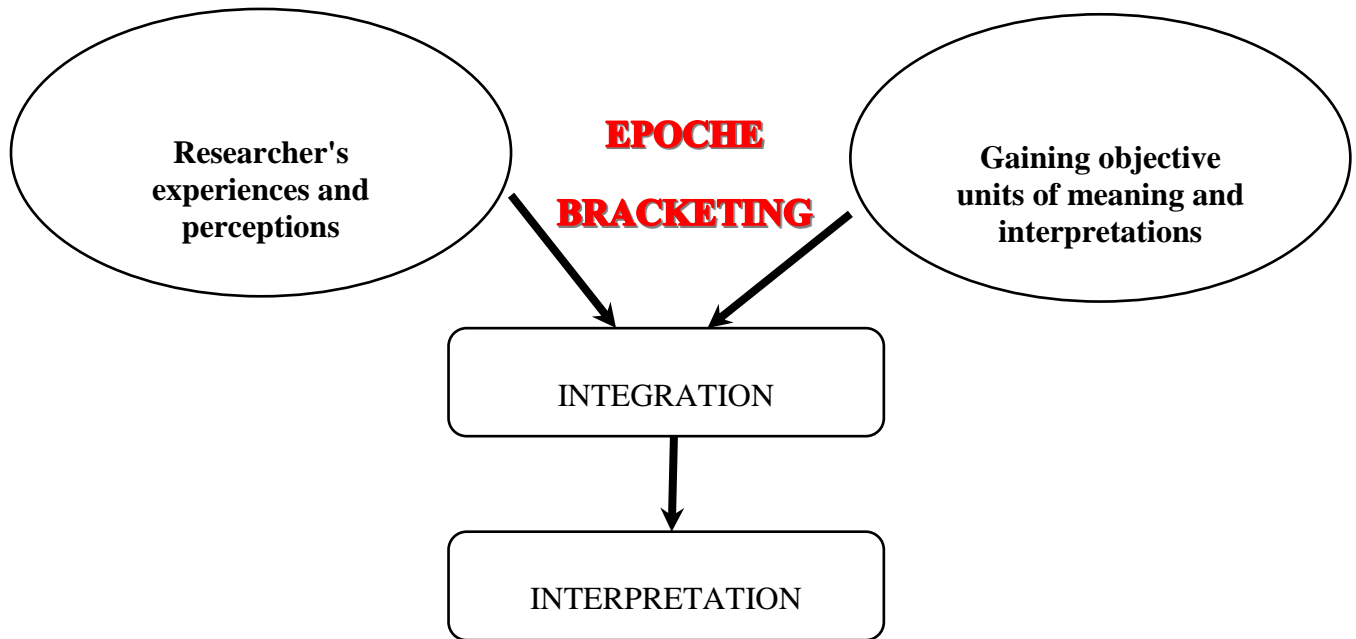 Researcher's
experiences and
perceptions
EPOCHE
BRACKETING
Gaining objective
units of meaning and
interpretations
INTEGRATION
INTERPRETATION